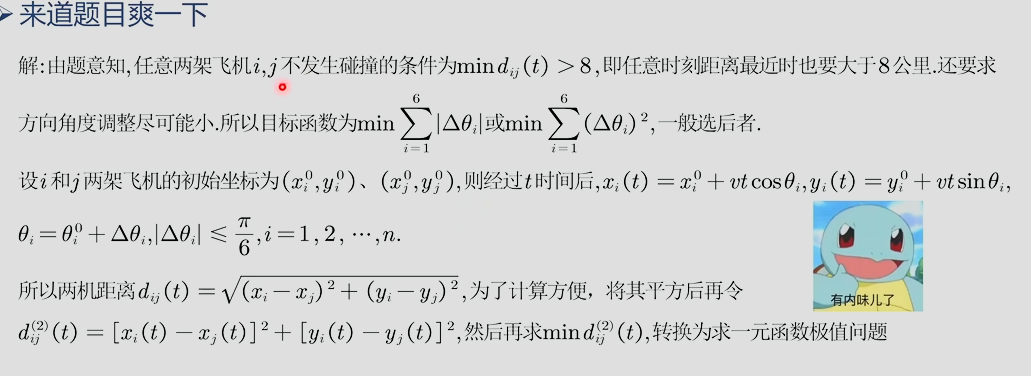 来道题目爽一下
解:由题意知,任意两架飞机i,j不发生碰撞的条件为min d_{ij}(t) > 8,即任意时刻距离最近时也要大于8公里.还要求
方向角度调整尽可能小.所以目标函数为min \sum_{i=1}^{6} |Δθ_i|或min \sum_{i=1}^{6} (Δθ_i)^2,一般选后者.
设i和j两架飞机的初始坐标为(x_i^0,y_i^0)、(x_j^0,y_j^0),则经过t时间后,x_i(t) = x_i^0 + vt cosθ_i,y_i(t) = y_i^0 + vt sinθ_i,
θ_i = θ_i^0 + Δθ_i,|Δθ_i| ⩽ \frac{π}{6},i = 1, 2, ⋯,n.
所以两机距离d_{ij}(t) = \sqrt{(x_i − x_j)^2 + (y_i − y_j)^2},为了计算方便，将其平方后再令
有内味儿了
d_{ij}^{(2)}(t) = [x_i(t) − x_j(t)]^2 + [y_i(t) − y_j(t)]^2,然后再求min d_{ij}^{(2)}(t),转换为求一元函数极值问题